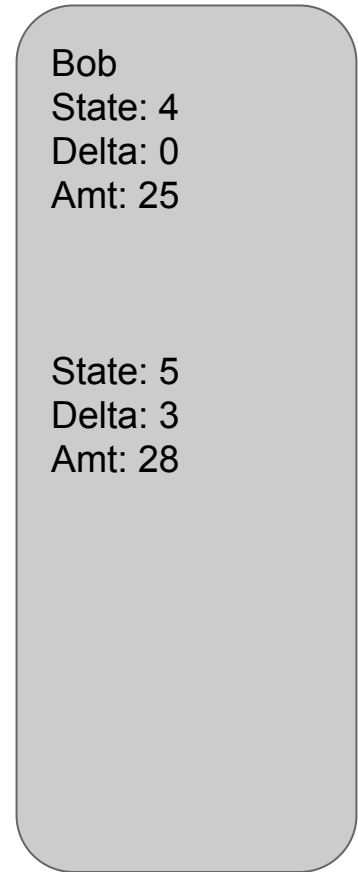 Bob
State: 4
Delta: 0
Amt: 25
State: 5
Delta: 3
Amt: 28